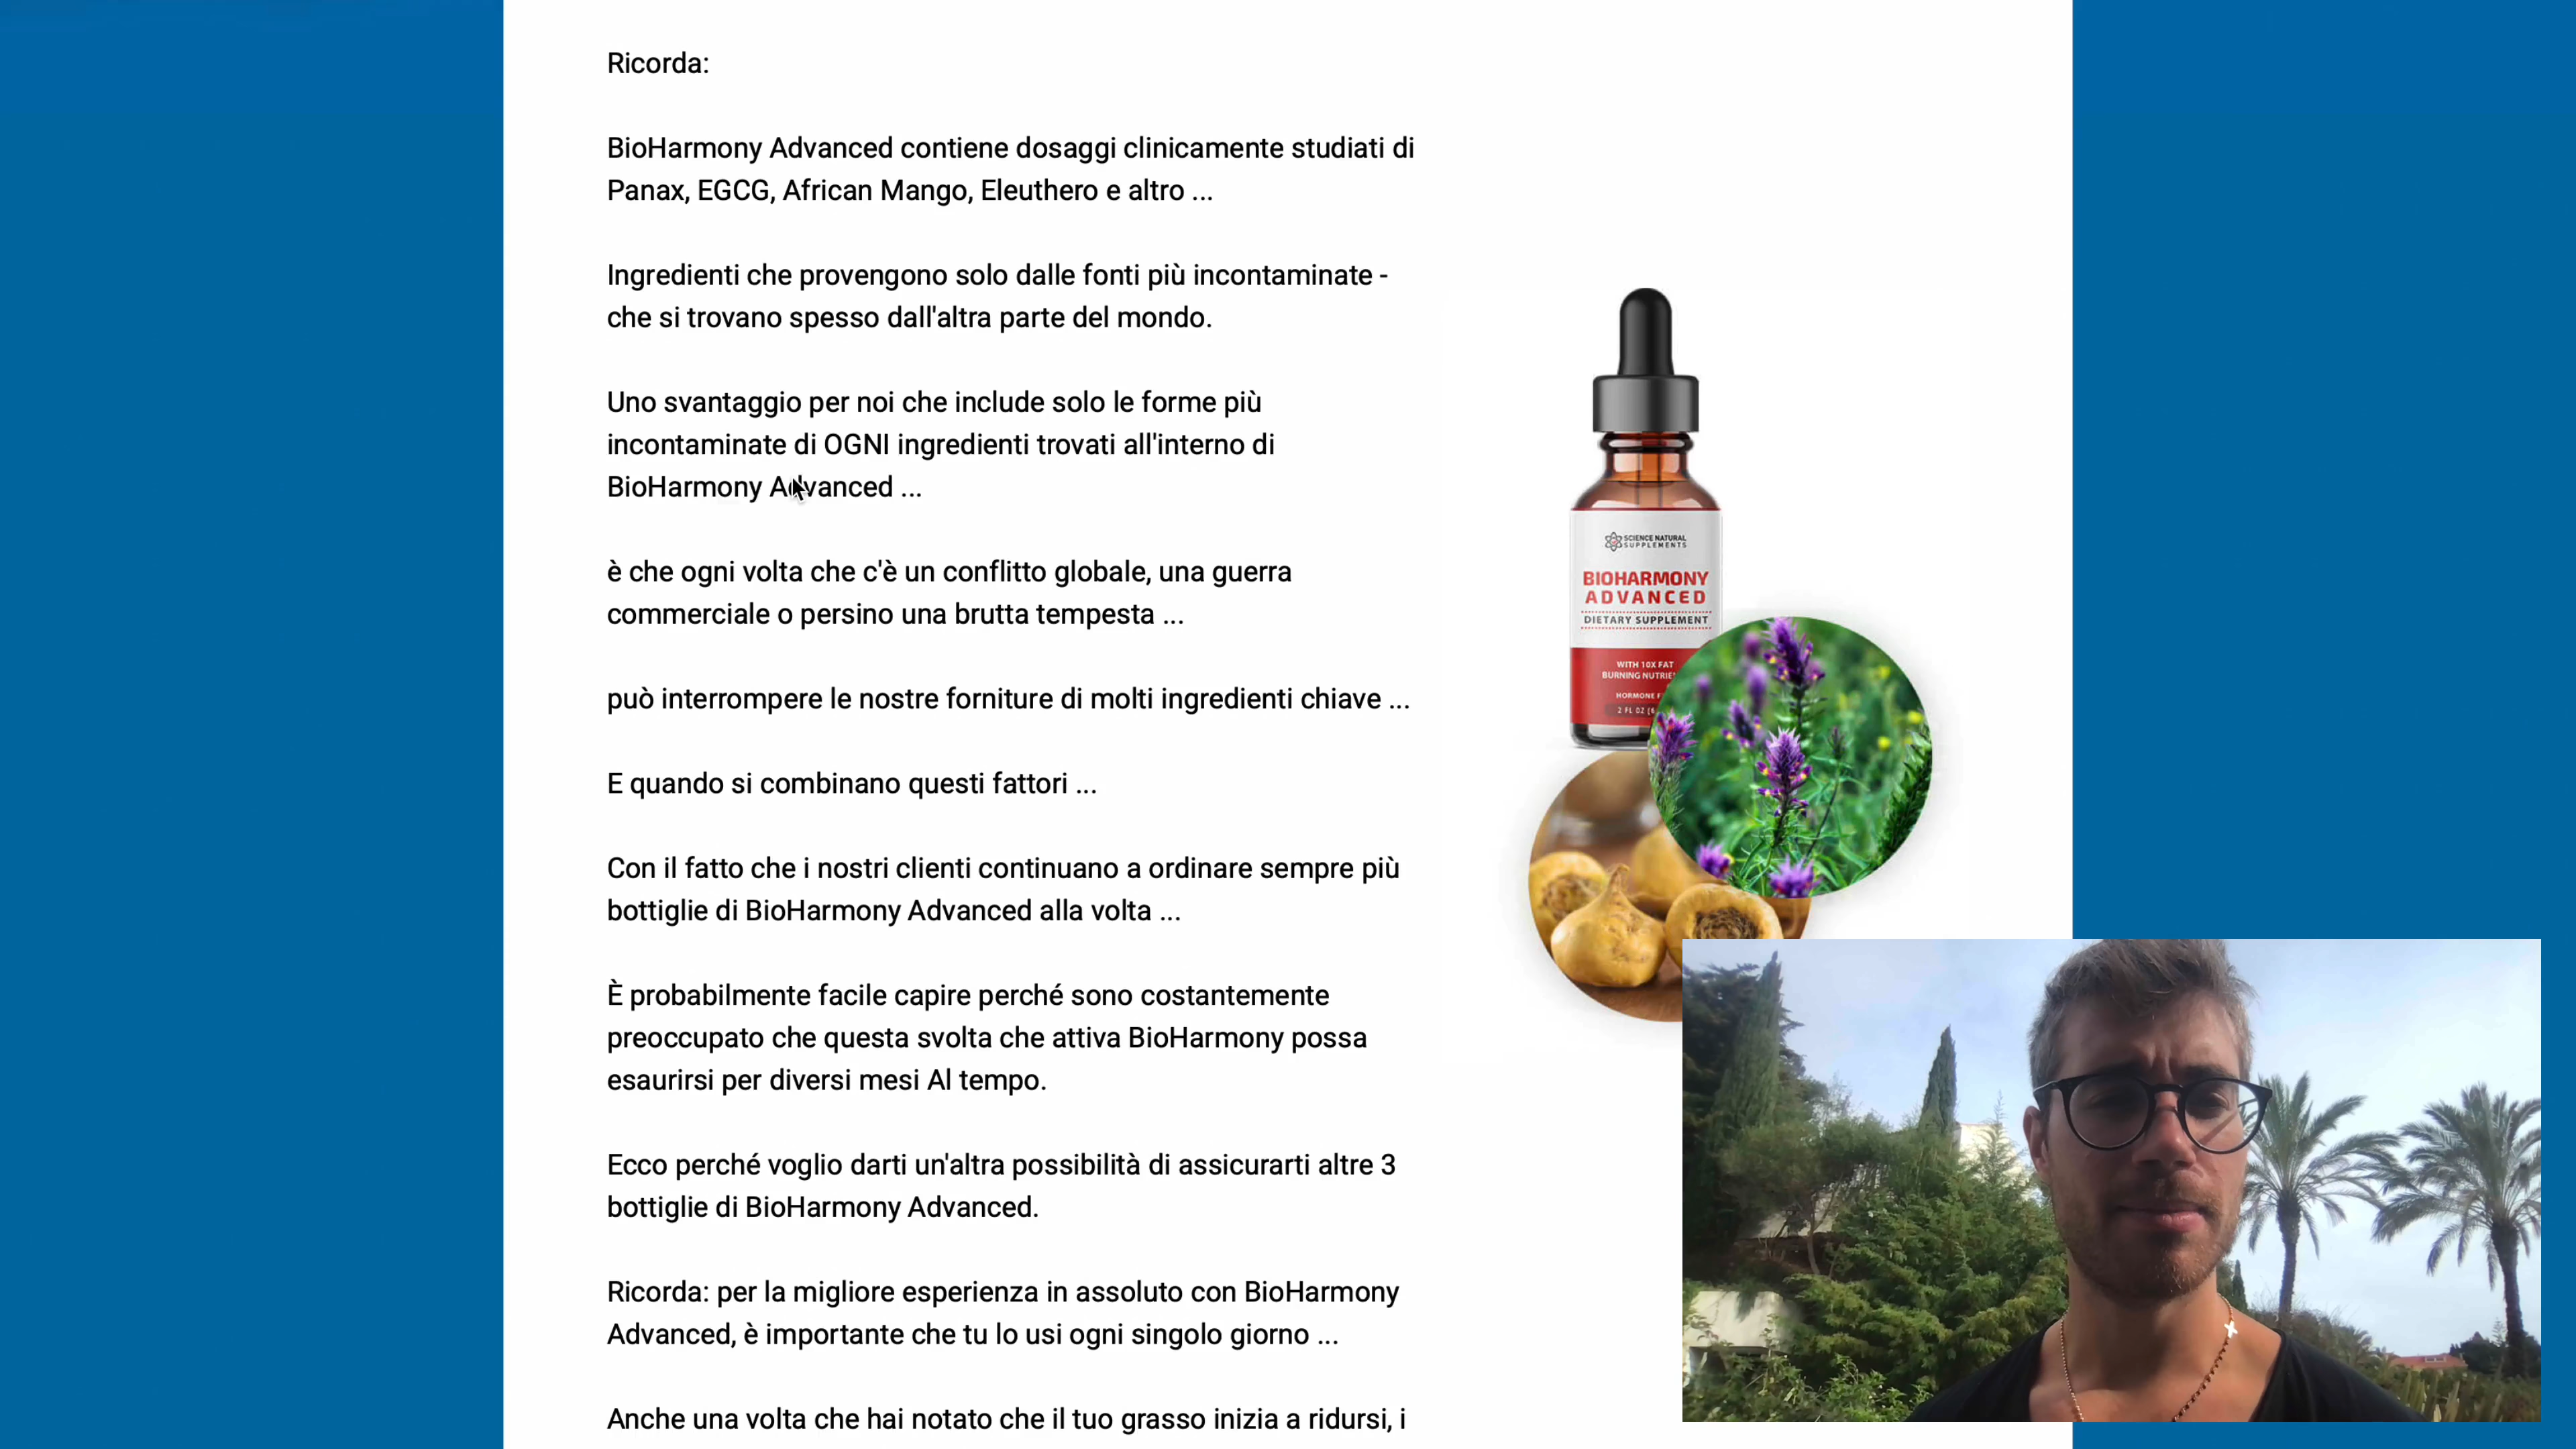 Ricorda:
BioHarmony Advanced contiene dosaggi clinicamente studiati di
Panax, EGCG, African Mango, Eleuthero e altro ...
Ingredienti che provengono solo dalle fonti più incontaminate -
che si trovano spesso dall'altra parte del mondo.
Uno svantaggio per noi che include solo le forme più
incontaminate di OGNI ingredienti trovati all'interno di
BioHarmony Advanced ...
è che ogni volta che c'è un conflitto globale, una guerra
commerciale o persino una brutta tempesta ...
può interrompere le nostre forniture di molti ingredienti chiave ...
E quando si combinano questi fattori ...
Con il fatto che i nostri clienti continuano a ordinare sempre più
bottiglie di BioHarmony Advanced alla volta ...
È probabilmente facile capire perché sono costantemente
preoccupato che questa svolta che attiva BioHarmony possa
esaurirsi per diversi mesi Al tempo.
Ecco perché voglio darti un'altra possibilità di assicurarti altre 3
bottiglie di BioHarmony Advanced.
Ricorda: per la migliore esperienza in assoluto con BioHarmony
Advanced, è importante che tu lo usi ogni singolo giorno ...
Anche una volta che hai notato che il tuo grasso inizia a ridursi, i
SCIENCE NATURAL
SUPPLEMENTS
BIOHARMONY
ADVANCED
DIETARY SUPPLEMENT
WITH 10X FAT
BURNING
HORMONE
2 FL OZ